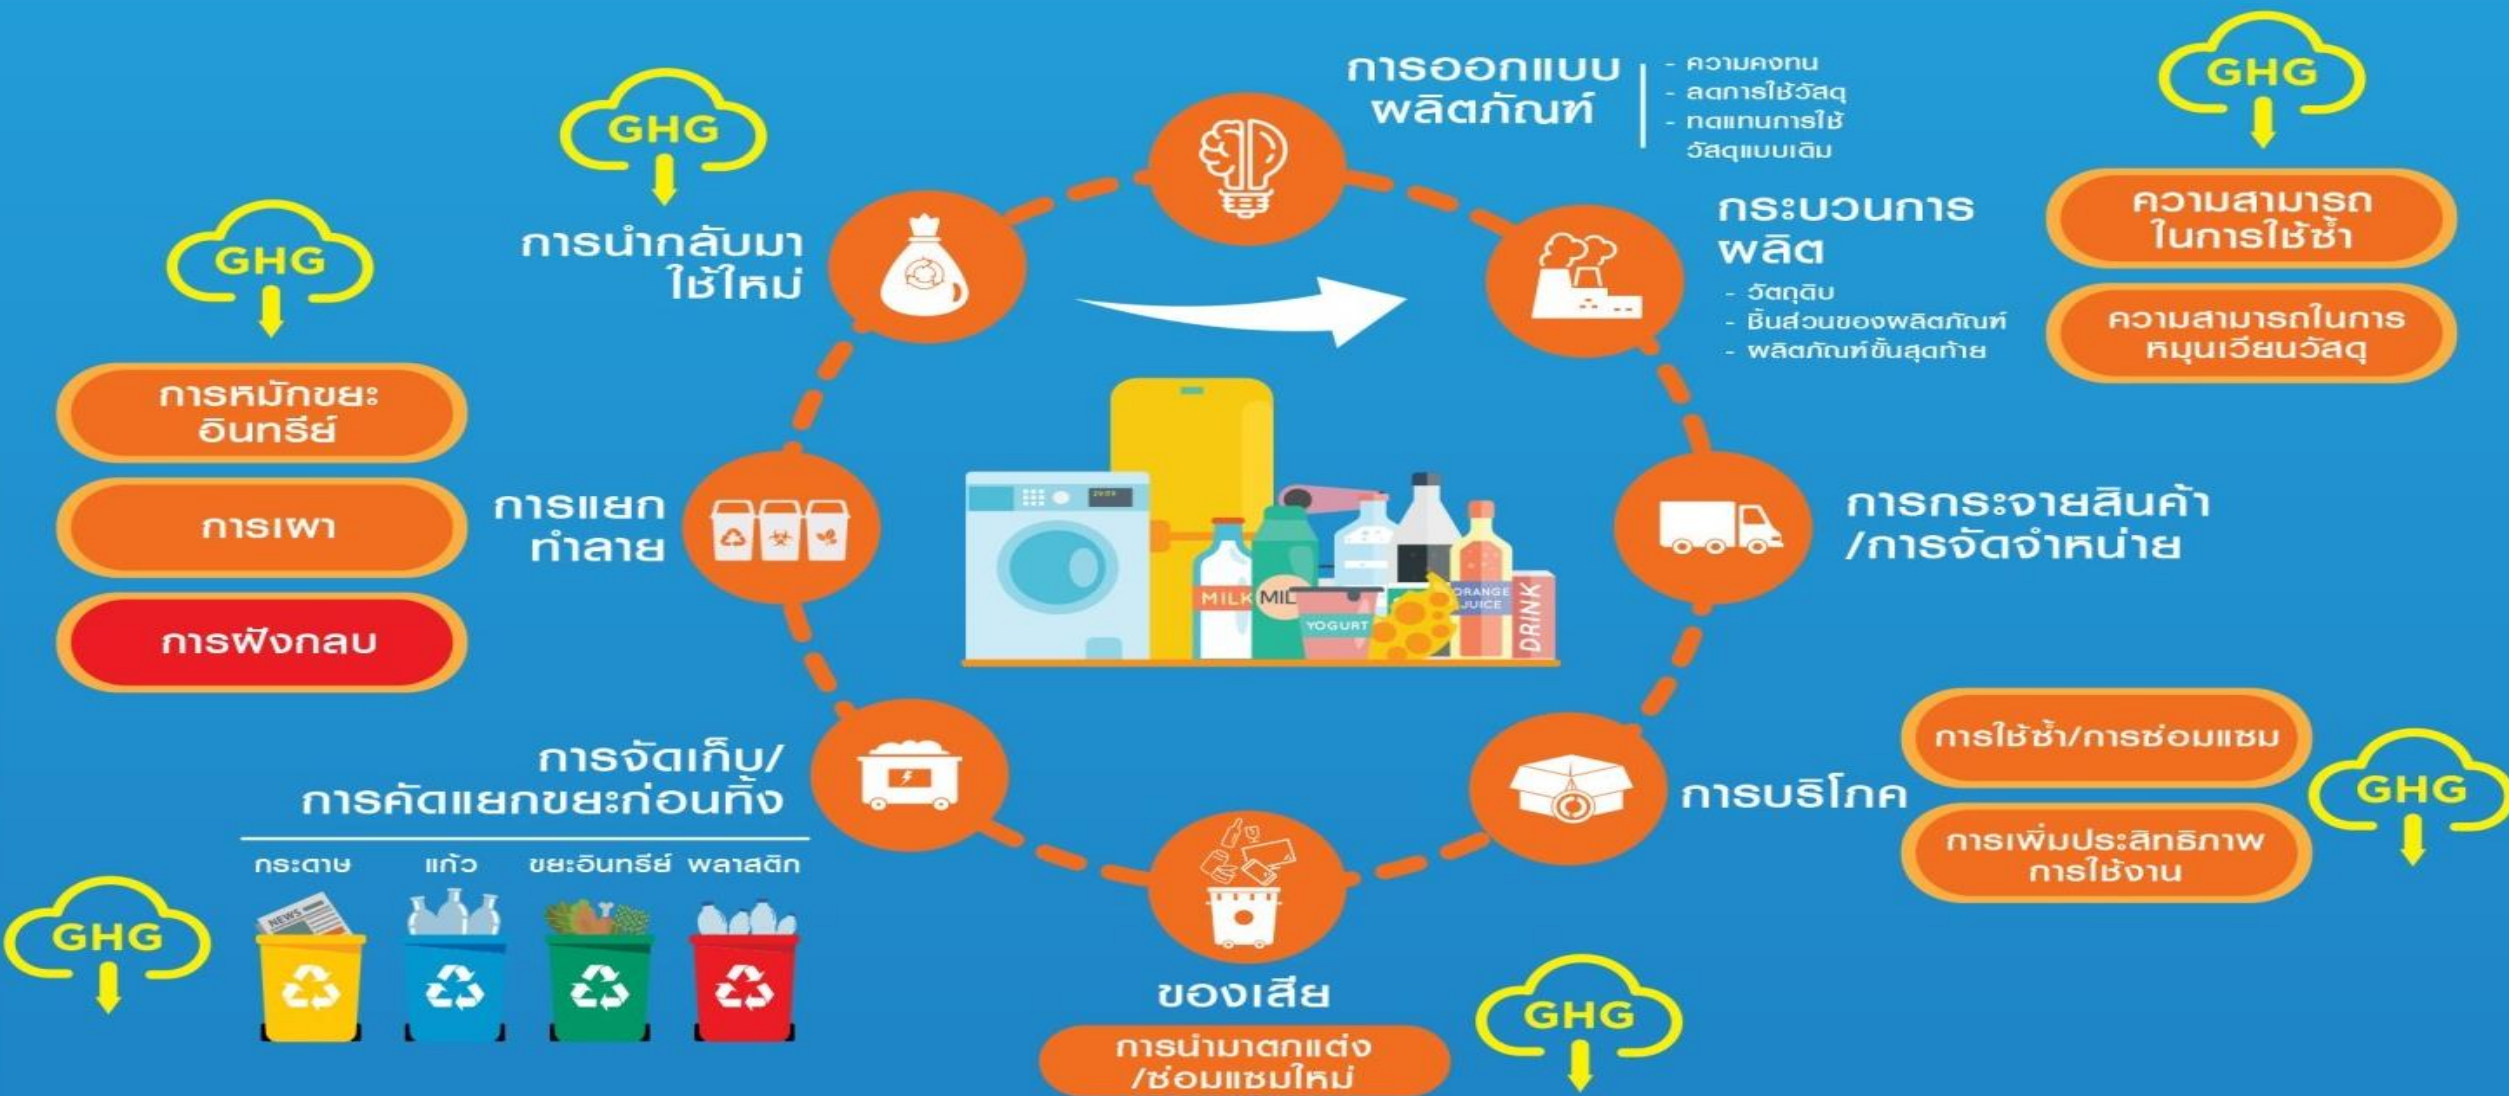 การออกแบบ
ผลิตภัณฑ์
- ความคงทน
- ลดการใช้วัสดุ
- ทดแทนการใช้
วัสดุแบบเดิม
GHG
ความสามารถ
ในการใช้ซ้ำ
ความสามารถในการ
หมุนเวียนวัสดุ
กระบวนการ
ผลิต
- วัตถุดิบ
- ชิ้นส่วนของผลิตภัณฑ์
- ผลิตภัณฑ์ขั้นสุดท้าย
การกระจายสินค้า
/การจัดจำหน่าย
การบริโภค
การใช้ซ้ำ/การซ่อมแซม
การเพิ่มประสิทธิภาพ
การใช้งาน
GHG
ของเสีย
การนำมาตกแต่ง
/ซ่อมแซมใหม่
GHG
การจัดเก็บ/
การคัดแยกขยะก่อนทิ้ง
กระดาษ
แก้ว
ขยะอินทรีย์
พลาสติก
NEWS
GHG
การแยก
ทำลาย
GHG
การหมักขยะ
อินทรีย์
การเผา
การฝังกลบ
GHG
การนำกลับมา
ใช้ใหม่
MILK
MIL
YOGURT
ORANGE
JUICE
DRINK